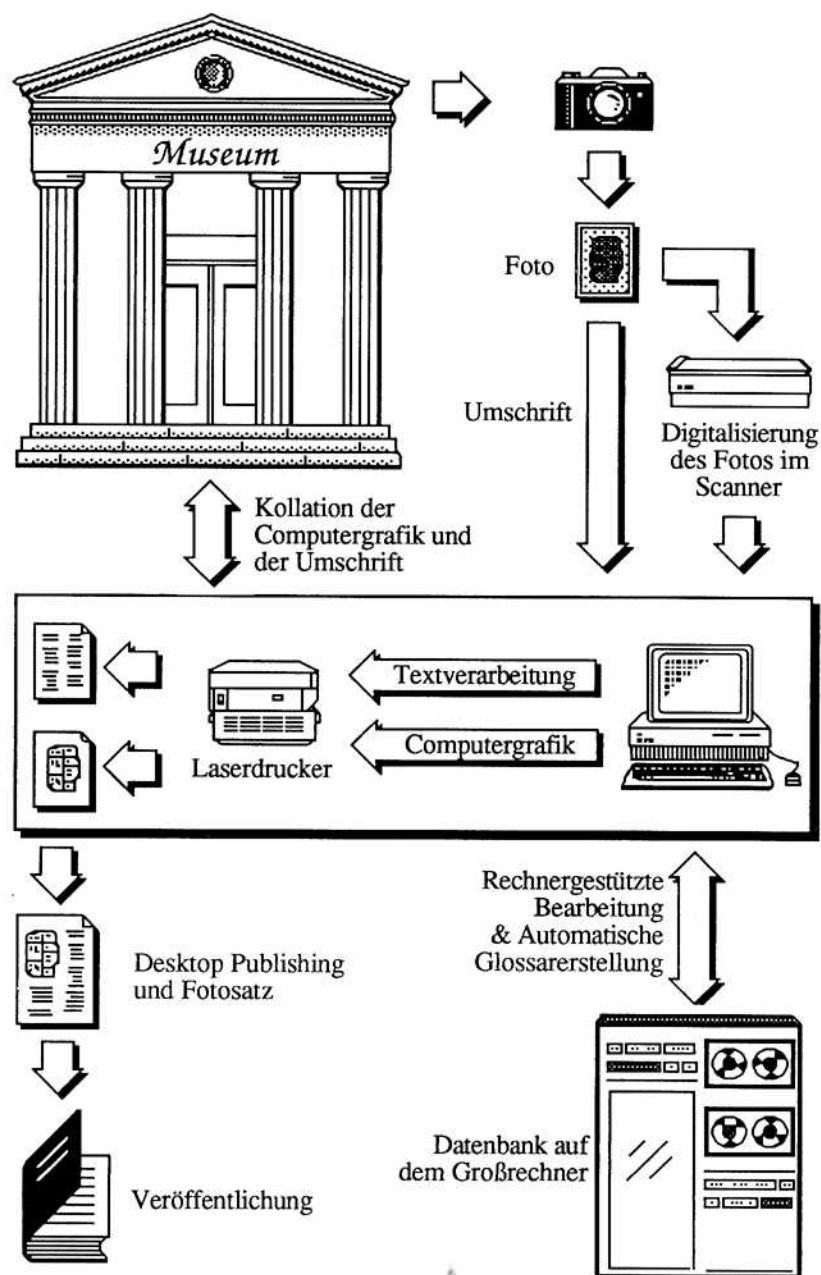 Museum
Foto
Umschrift
Digitalisierung
des Fotos im
Scanner
Kollation der
Computergrafik und
der Umschrift
Textverarbeitung
Computergrafik
Laserdrucker
Rechnergestützte
Bearbeitung
& Automatische
Glossarerstellung
Desktop Publishing
und Fotosatz
Datenbank auf
dem Großrechner
Veröffentlichung